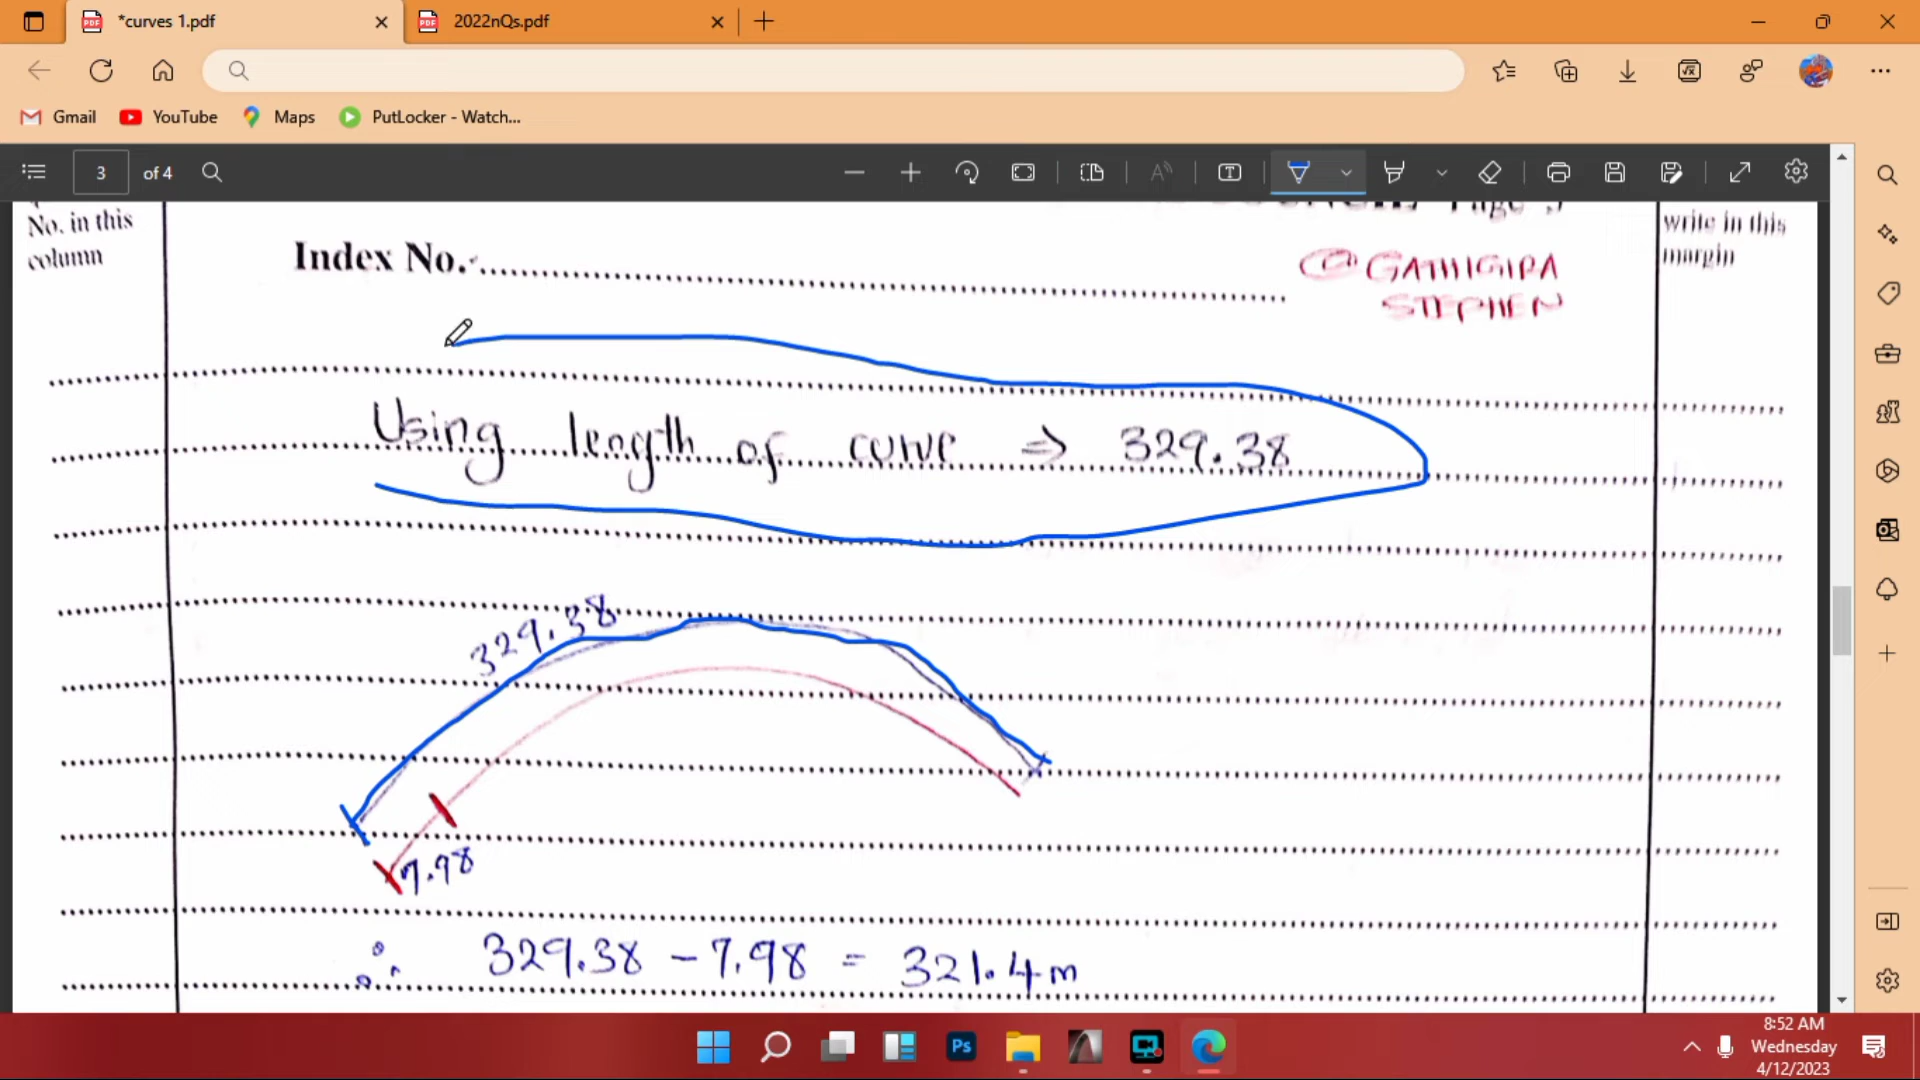 *curves 1.pdf
2022nQs.pdf
Gmail
YouTube
Maps
PutLocker - Watch...
3
of 4
No. in this
column
Index No.
@ GATHIGIRA
STEPHEN
write in this
margin
Using length of curve => 329.38
329.38
7.98
∴ 329.38 - 7.98 = 321.4m
Ps
8:52 AM
Wednesday
4/12/2023